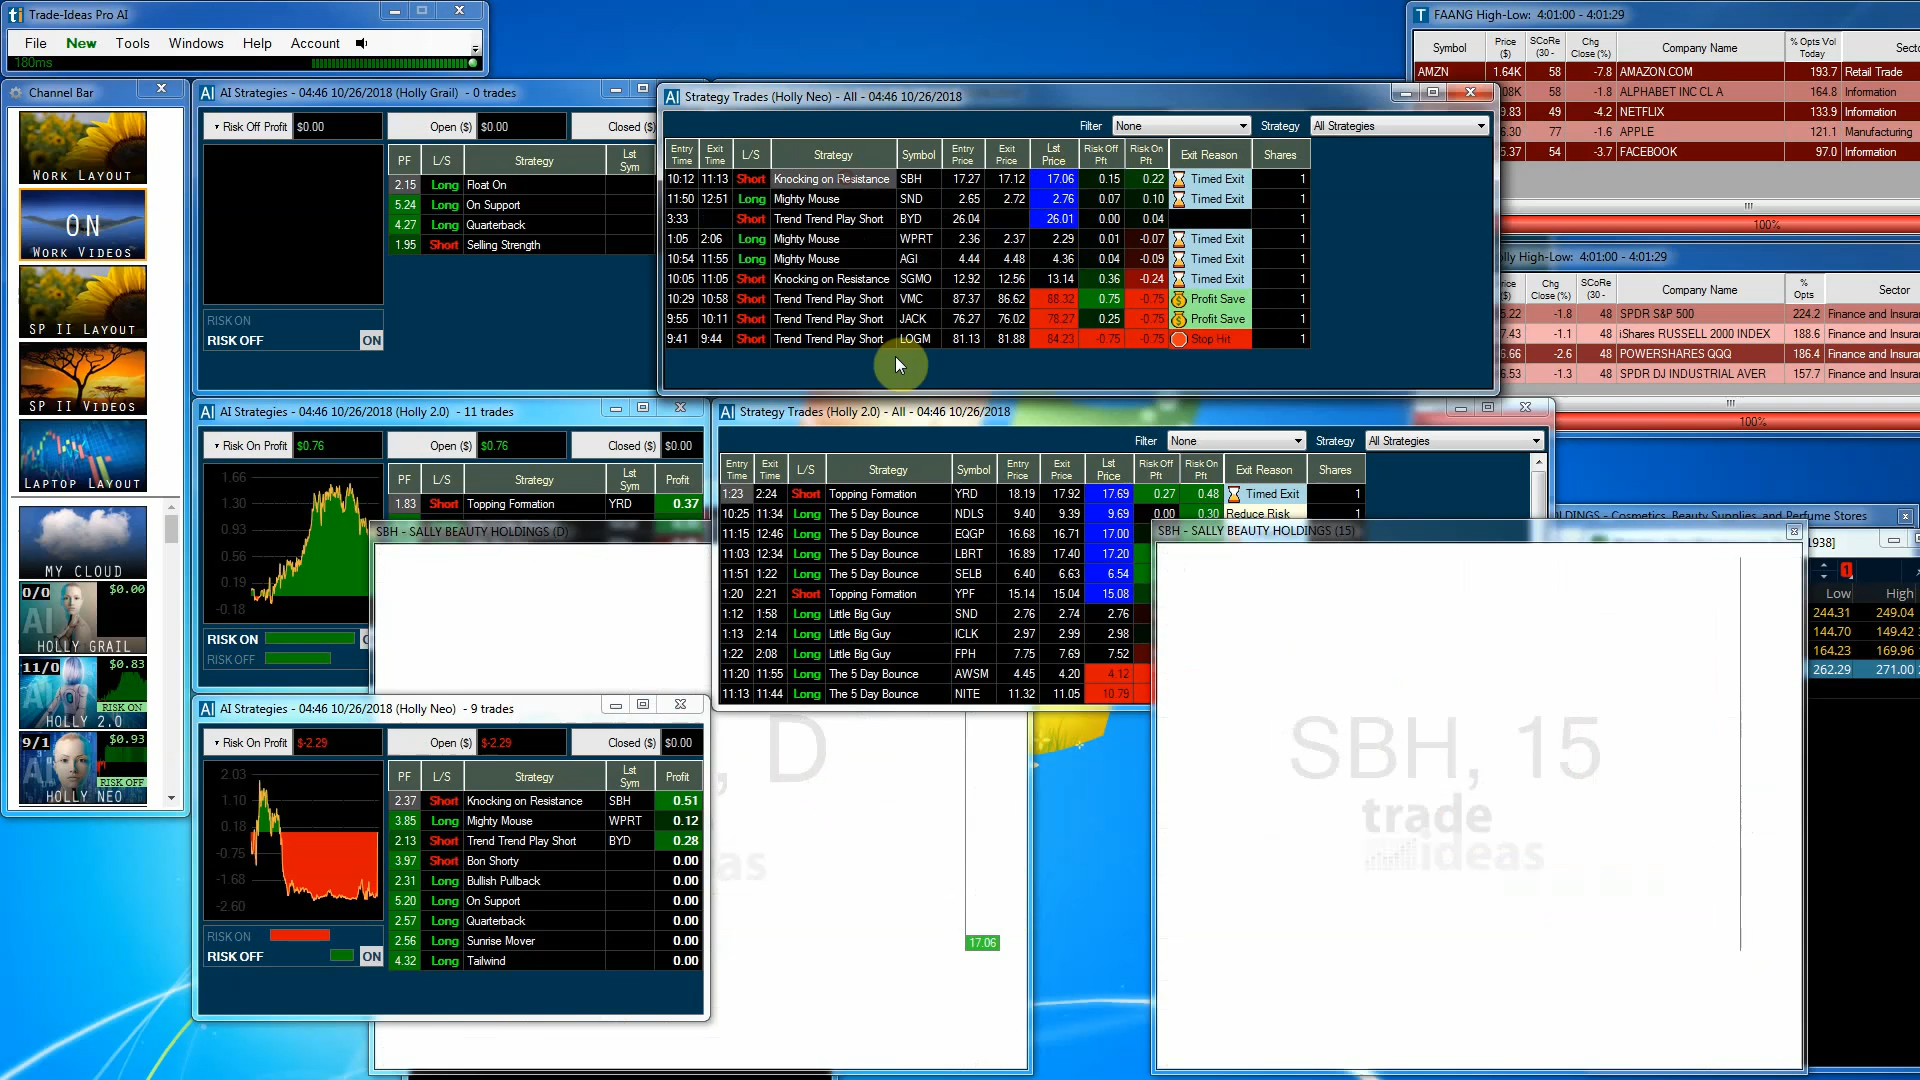 Trade-Ideas Pro AI
File New Tools Windows Help Account
180ms
Channel Bar
WORK LAYOUT
ON
WORK VIDEOS
SP II LAYOUT
SP II VIDEOS
LAPTOP LAYOUT
MY CLOUD
0/0 $0.00
HOLLY GRAIL
11/0 $0.83
RISK ON
HOLLY 2.0
9/1 $0.93
RISK OFF
HOLLY NEO
AI Strategies - 04:46 10/26/2018 (Holly Grail) - 0 trades
Risk Off Profit $0.00 Open ($) $0.00 Closed ($)
PF L/S Strategy Lst Sym
2.15 Long Float On
5.24 Long On Support
4.27 Long Quarterback
1.95 Short Selling Strength
RISK ON
RISK OFF ON
Strategy Trades (Holly Neo) - All - 04:46 10/26/2018
Filter None Strategy All Strategies
Entry Time Exit Time L/S Strategy Symbol Entry Price Exit Price Lst Price Risk Off Pft Risk On Pft Exit Reason Shares
10:12 11:13 Short Knocking on Resistance SBH 17.27 17.12 17.06 0.15 0.22 Timed Exit 1
11:50 12:51 Long Mighty Mouse SND 2.65 2.72 2.76 0.07 0.10 Timed Exit 1
3:33 Short Trend Trend Play Short BYD 26.04 26.01 0.00 0.04 1
1:05 2:06 Long Mighty Mouse WPRT 2.36 2.37 2.29 0.01 -0.07 Timed Exit 1
10:54 11:55 Long Mighty Mouse AGI 4.44 4.48 4.36 0.04 -0.09 Timed Exit 1
10:05 11:05 Short Knocking on Resistance SGMO 12.92 12.56 13.14 0.36 -0.24 Timed Exit 1
10:29 10:58 Short Trend Trend Play Short VMC 87.37 86.62 88.32 0.75 -0.75 Profit Save 1
9:55 10:11 Short Trend Trend Play Short JACK 76.27 76.02 78.27 0.25 -0.75 Profit Save 1
9:41 9:44 Short Trend Trend Play Short LOGM 81.13 81.88 84.23 -0.75 -0.75 Stop Hit 1
FAANG High-Low: 4:01:00 - 4:01:29
Symbol Price ($) SCoRe (30 - Chg Close (%) Company Name % Opts Vol Today Secto
AMZN 1.64K 58 -7.8 AMAZON.COM 193.7 Retail Trade
08K 58 -1.8 ALPHABET INC CL A 164.8 Information
9.83 49 -4.2 NETFLIX 133.9 Information
6.30 77 -1.6 APPLE 121.1 Manufacturing
5.37 54 -3.7 FACEBOOK 97.0 Information
100%
lly High-Low: 4:01:00 - 4:01:29
rice ($) Chg Close (%) SCoRe (30 - Company Name % Opts Sector
5.22 -1.8 48 SPDR S&P 500 224.2 Finance and Insura
7.43 -1.1 48 iShares RUSSELL 2000 INDEX 188.6 Finance and Insura
6.66 -2.6 48 POWERSHARES QQQ 186.4 Finance and Insura
6.53 -1.3 48 SPDR DJ INDUSTRIAL AVER 157.7 Finance and Insura
100%
AI Strategies - 04:46 10/26/2018 (Holly 2.0) - 11 trades
Risk On Profit $0.76 Open ($) $0.76 Closed ($) $0.00
1.66
1.30
0.93
0.56
0.19
-0.18
PF L/S Strategy Lst Sym Profit
1.83 Short Topping Formation YRD 0.37
RISK ON
RISK OFF
Strategy Trades (Holly 2.0) - All - 04:46 10/26/2018
Filter None Strategy All Strategies
Entry Time Exit Time L/S Strategy Symbol Entry Price Exit Price Lst Price Risk Off Pft Risk On Pft Exit Reason Shares
1:23 2:24 Short Topping Formation YRD 18.19 17.92 17.69 0.27 0.48 Timed Exit 1
10:25 11:34 Long The 5 Day Bounce NDLS 9.40 9.39 9.69 0.00 0.30 Reduce Risk 1
11:15 12:46 Long The 5 Day Bounce EQGP 16.68 16.71 17.00
11:03 12:34 Long The 5 Day Bounce LBRT 16.89 17.40 17.20
11:51 1:22 Long The 5 Day Bounce SELB 6.40 6.63 6.54
1:20 2:21 Short Topping Formation YPF 15.14 15.04 15.08
1:12 1:58 Long Little Big Guy SND 2.76 2.74 2.76
1:13 2:14 Long Little Big Guy ICLK 2.97 2.99 2.98
1:22 2:08 Long Little Big Guy FPH 7.75 7.69 7.52
11:20 11:55 Long The 5 Day Bounce AWSM 4.45 4.20 4.12
11:13 11:44 Long The 5 Day Bounce NITE 11.32 11.05 10.79
SBH - SALLY BEAUTY HOLDINGS (D)
, D
eas
17.06
SBH - SALLY BEAUTY HOLDINGS (15)
SBH, 15
trade
ideas
LDINGS - Cosmetics, Beauty Supplies, and Perfume Stores
1938]
1
Low High
244.31 249.04
144.70 149.42
164.23 169.96
262.29 271.00
AI Strategies - 04:46 10/26/2018 (Holly Neo) - 9 trades
Risk On Profit $-2.29 Open ($) $-2.29 Closed ($) $0.00
2.03
1.10
0.18
-0.75
-1.68
-2.60
PF L/S Strategy Lst Sym Profit
2.37 Short Knocking on Resistance SBH 0.51
3.85 Long Mighty Mouse WPRT 0.12
2.13 Short Trend Trend Play Short BYD 0.28
3.97 Short Bon Shorty 0.00
2.31 Long Bullish Pullback 0.00
5.20 Long On Support 0.00
2.57 Long Quarterback 0.00
2.56 Long Sunrise Mover 0.00
4.32 Long Tailwind 0.00
RISK ON
RISK OFF ON